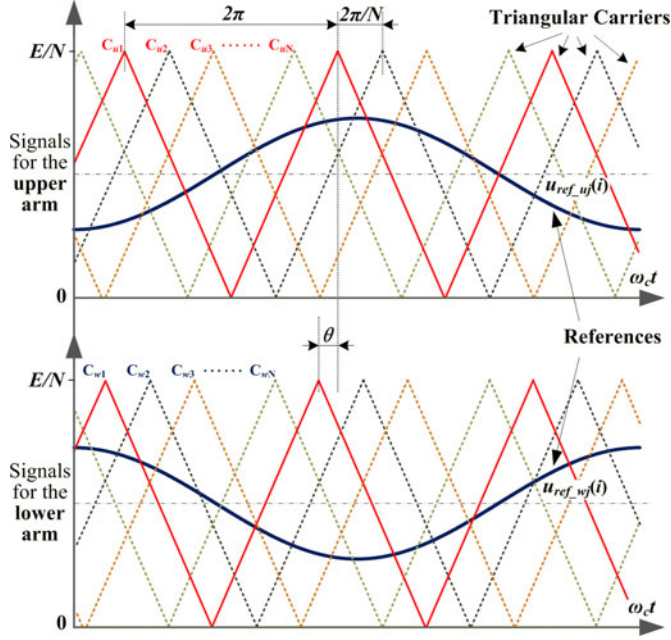 2π 2π/N Triangular Carriers
E/N Cu1 Cu2 Cu3 ······ CuN
Signals
for the
upper
arm
uref_uj(i)
0 ωct
θ References
E/N Cw1 Cw2 Cw3 ······ CwN
Signals
for the
lower
arm
uref_wj(i)
0 ωct